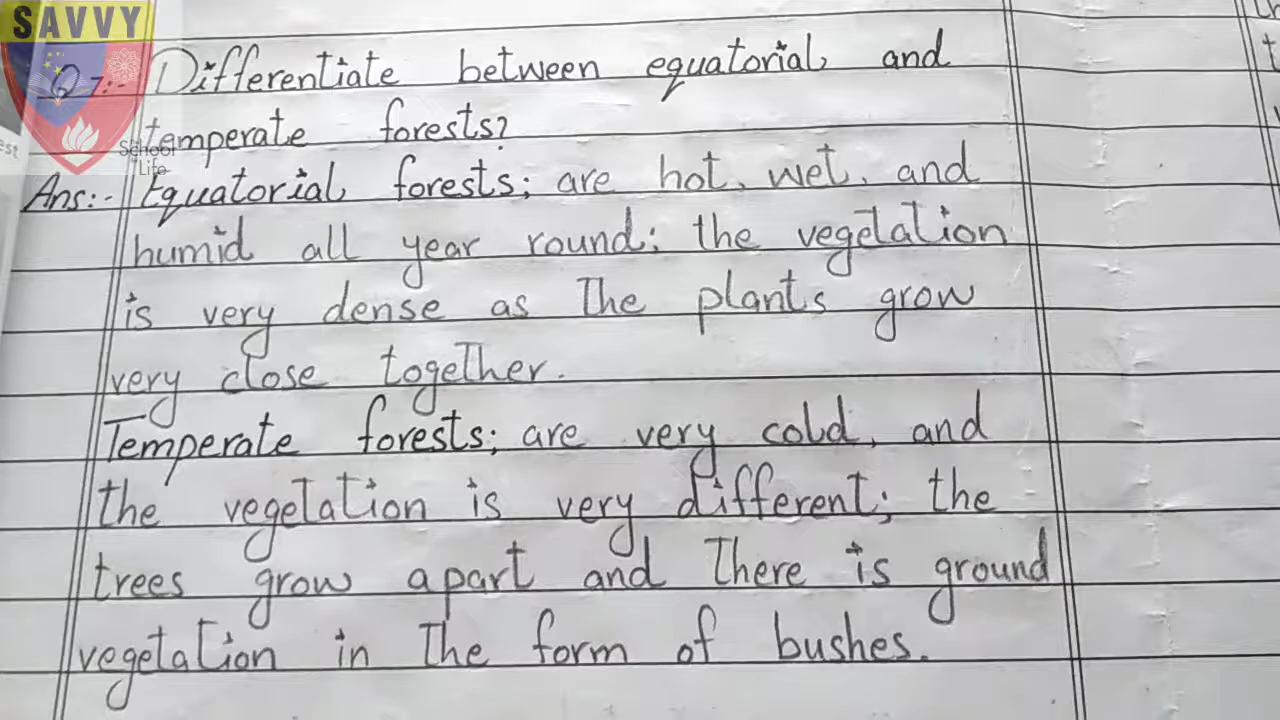 SAVVY
School
Life
Q7:- Differentiate between equatorial, and
temperate forests?
Ans:- Equatorial, forests; are hot, wet, and
humid all year round: the vegetation
is very dense as The plants grow
very close together.
Temperate forests; are very cold, and
the vegetation is very different; the
trees grow apart and There is ground
vegetation in The form of bushes.